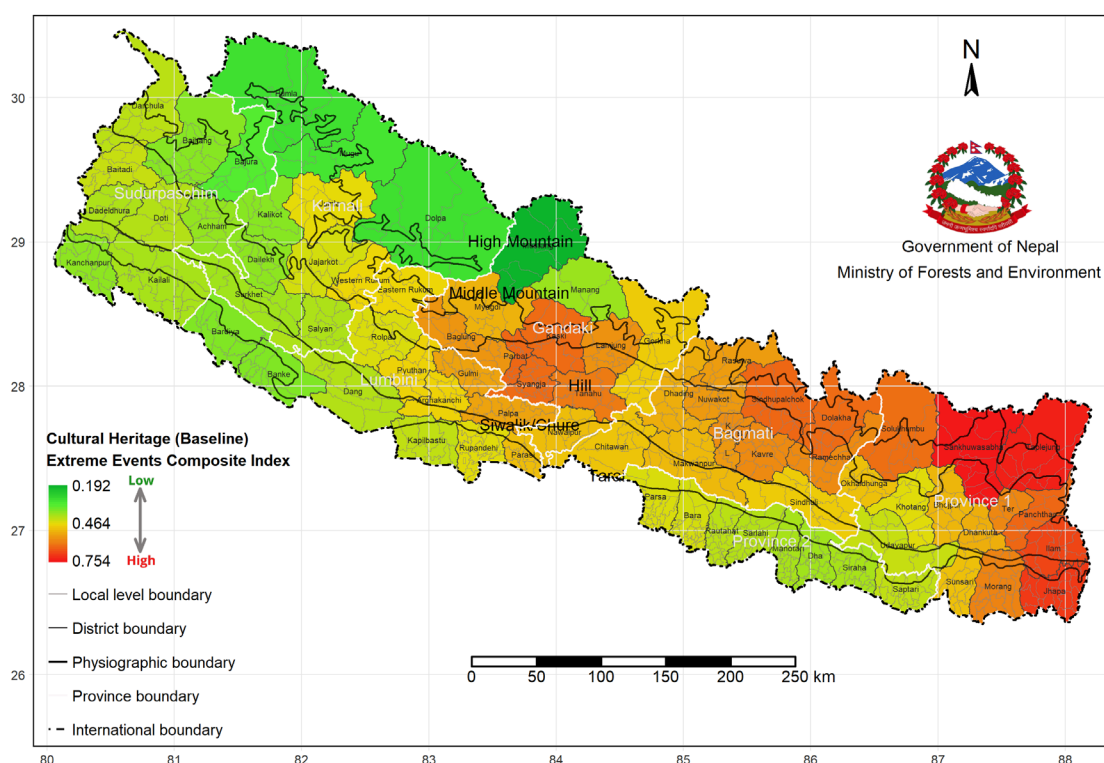 N
Government of Nepal
Ministry of Forests and Environment
30
29
28
27
26
Humla
Darchula
Bajhang
Mugu
Bajura
Baitadi
Sudurpaschim
Karnali
Dadeldhura
Doti
Kalikot
Dolpa
Achham
High Mountain
Dailekh
Jajarkot
Kanchanpur
Kailali
Western Rukum
Eastern Rukum
Middle Mountain
Manang
Surkhet
Myagdi
Gandaki
Bardiya
Salyan
Rolpa
Baglung
Kaski
Lamjung
Gorkha
Parbat
Rasuwa
Banke
Dang
Pyuthan
Lumbini
Gulmi
Syangja
Hill
Tanahu
Dhading
Nuwakot
Sindhupalchok
Arghakanchi
Dolakha
Palpa
Siwalik/Chure
Nawalpur
Bagmati
K
L
Kavre
Ramechhap
Solukhumbu
Sankhuwasabha
Taplejung
Kapilbastu
Rupandehi
Parasi
Chitawan
Makwanpur
Okhaldhunga
Tarai
Parsa
Sindhuli
Khotang
Province 1
Ter
Panchthar
Bara
Rautahat
Sarlahi
Province 2
Dhankuta
Mahottari
Dha
Udayapur
Ilam
Siraha
Saptari
Sunsari
Morang
Jhapa
Cultural Heritage (Baseline)
Extreme Events Composite Index
0.192
Low
0.464
0.754
High
Local level boundary
District boundary
Physiographic boundary
Province boundary
International boundary
0 50 100 150 200 250 km
80 81 82 83 84 85 86 87 88